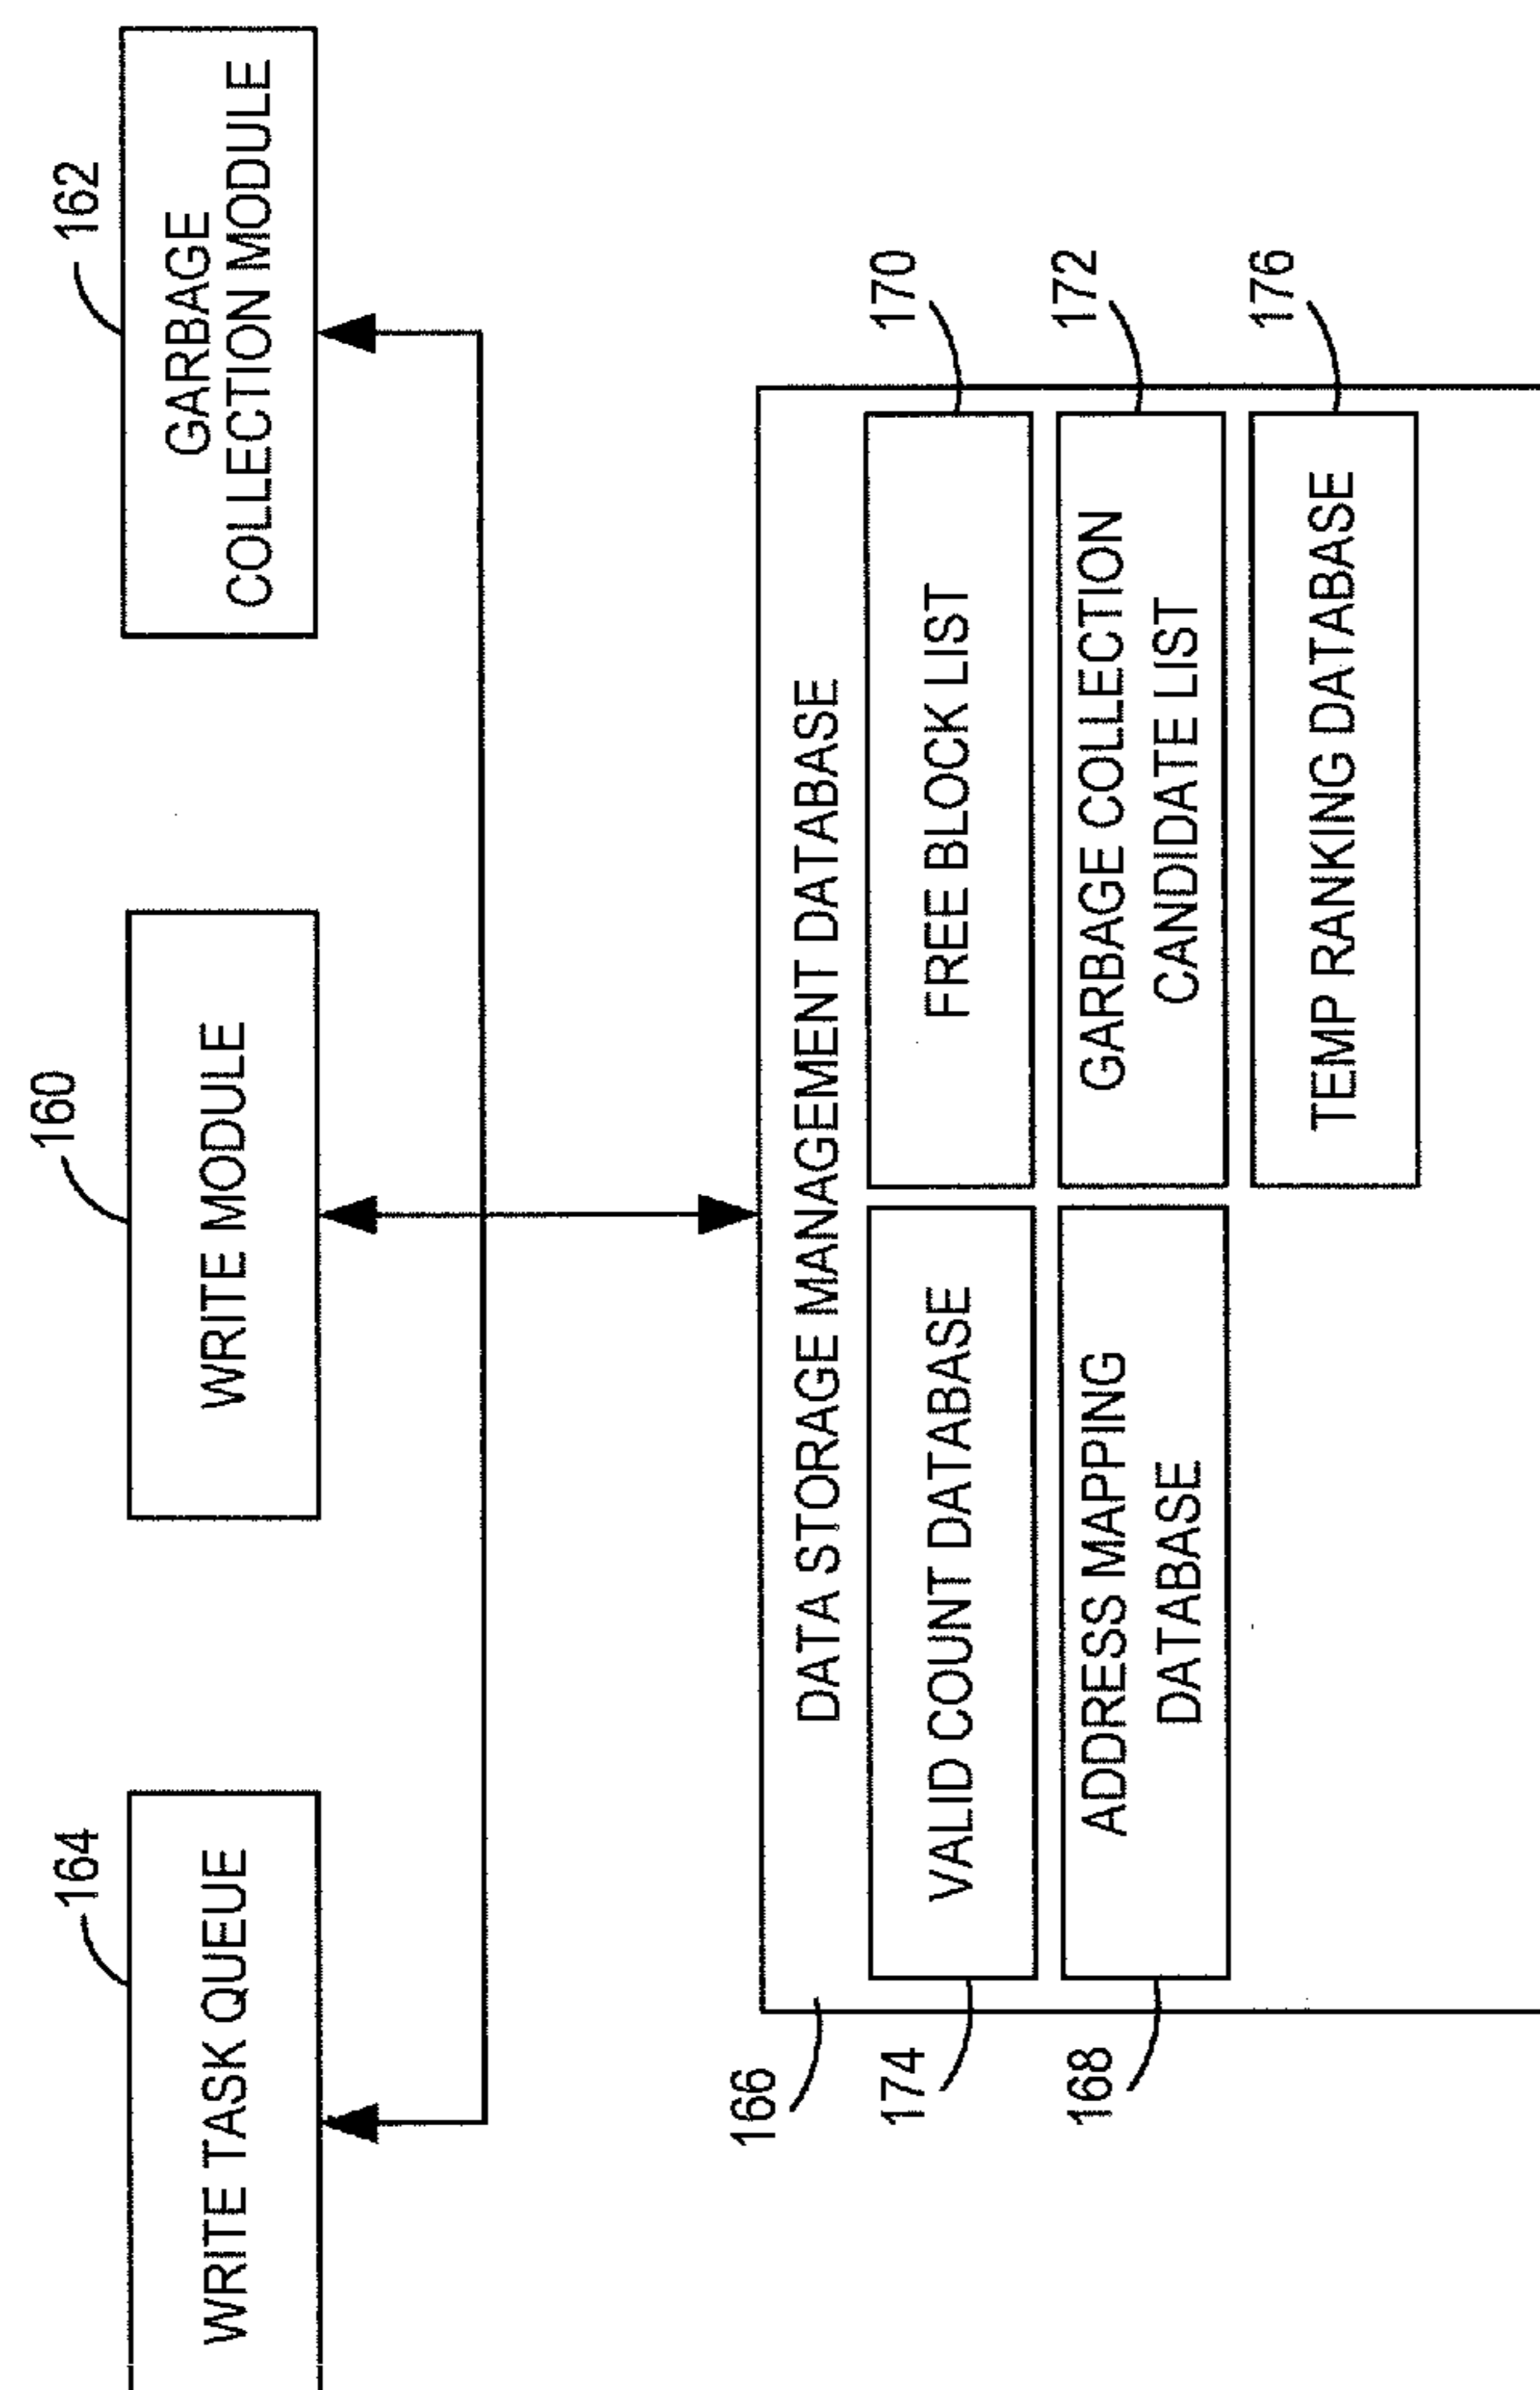 164
WRITE TASK QUEUE
160
WRITE MODULE
162
GARBAGE
COLLECTION MODULE
166
DATA STORAGE MANAGEMENT DATABASE
174
VALID COUNT DATABASE
FREE BLOCK LIST
170
168
ADDRESS MAPPING
DATABASE
GARBAGE COLLECTION
CANDIDATE LIST
172
TEMP RANKING DATABASE
176